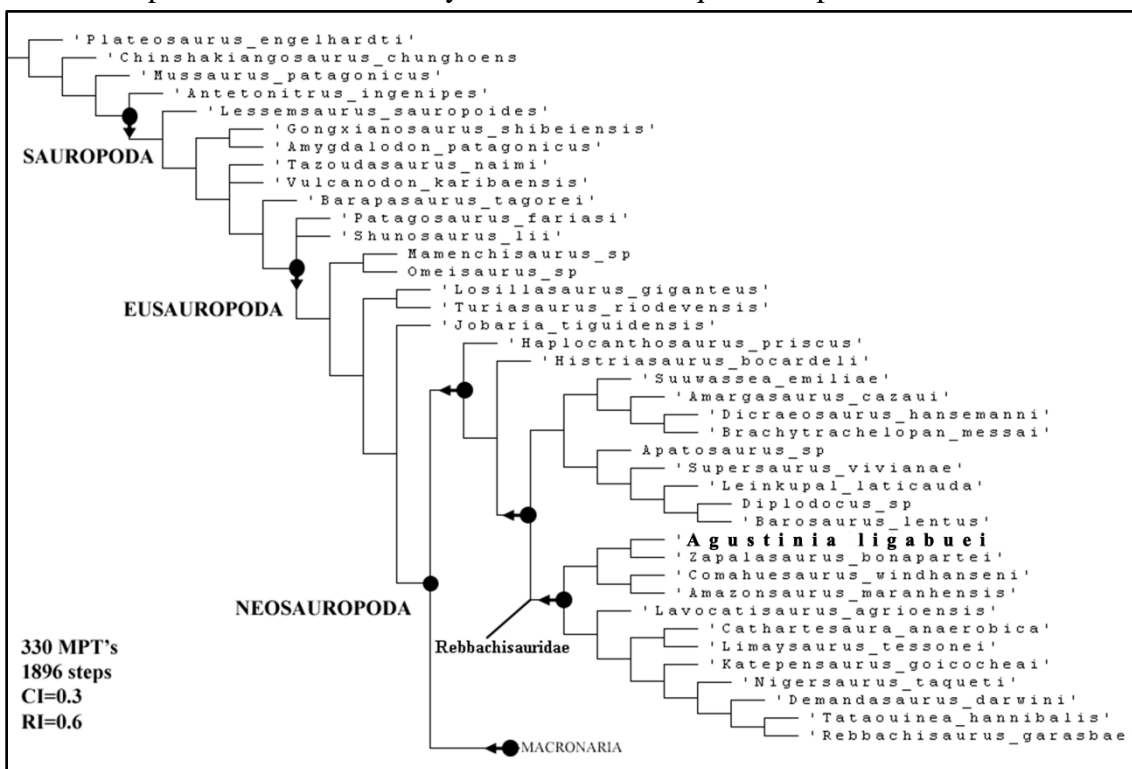 'Plateosaurus_engelhardti'
'Chinshakiangosaurus_chunghoens
'Mussaurus_patagonicus'
'Antetonitrus_ingenipes'
'Lessemsaurus_sauropoides'
'Gongxianosaurus_shibeiensis'
SAUROPODA
'Amygdalodon_patagonicus'
'Tazoudasaurus_naimi'
'Vulcanodon_karibaensis'
'Barapasaurus_tagorei'
'Patagosaurus_fariasi'
'Shunosaurus_lii'
Mamenchisaurus_sp
Omeisaurus_sp
'Losillasaurus_giganteus'
EUSAUROPODA
'Turiasaurus_riodevensis'
'Jobaria_tiguidensis'
'Haplocanthosaurus_priscus'
'Histriasaurus_bocardeli
'Suuwassea_emiliae'
'Amargasaurus_cazaui'
'Dicraeosaurus_hansemanni'
'Brachytrachelopan_messai'
Apatosaurus_sp
'Supersaurus_vivianae'
'Leinkupal_laticauda'
Diplodocus_sp
'Barosaurus_lentus'
'Agustinia ligabuei
'Zapalasaurus_bonapartei'
'Comahuesaurus_windhanseni'
'Amazonsaurus_maranhensis'
NEOSAUROPODA
'Lavocatisaurus_agrioensis'
'Cathartesaura_anaerobica'
Rebbachisauridae
'Limaysaurus_tessonei'
'Katepensaurus_goicocheai'
'Nigersaurus_taqueti'
'Demandasaurus_darwini'
'Tataouinea_hannibalis'
'Rebbachisaurus_garasbae
330 MPT's
1896 steps
CI=0.3
RI=0.6
MACRONARIA